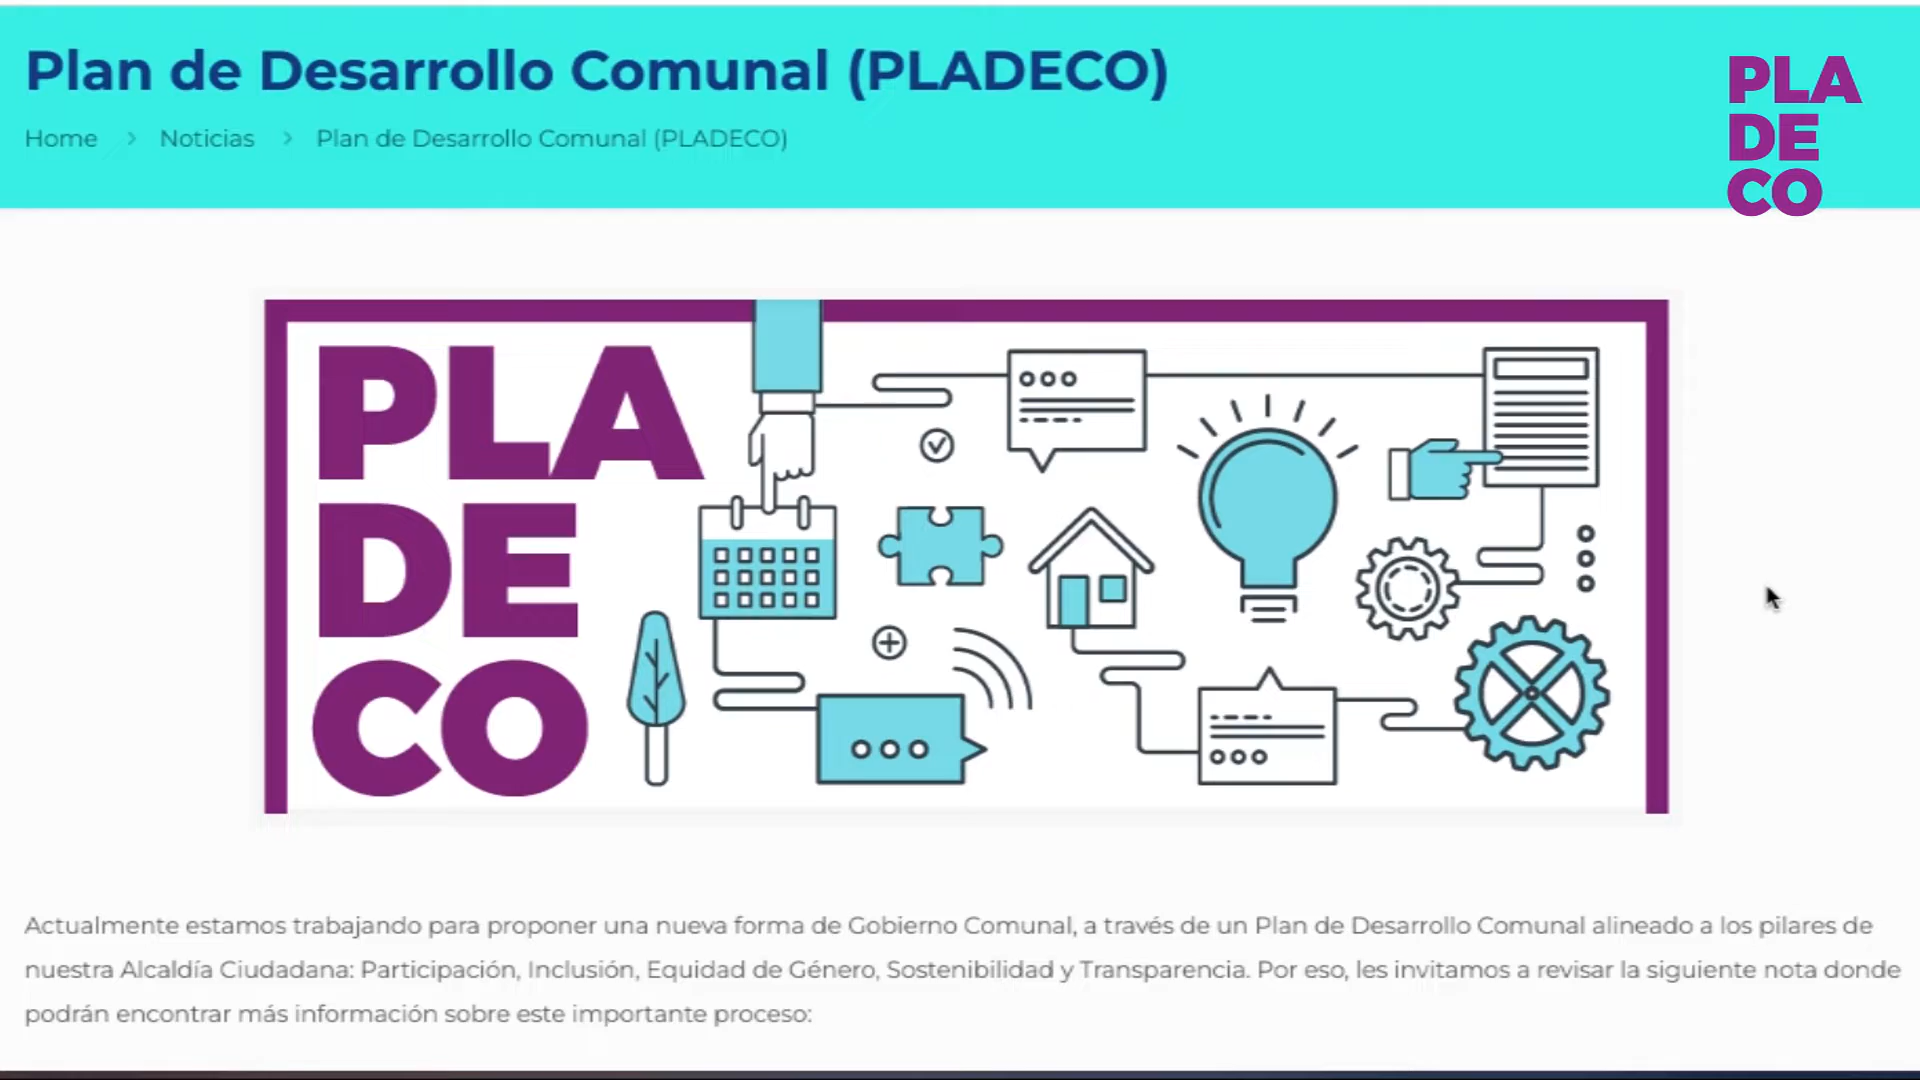 Plan de Desarrollo Comunal (PLADECO)
Home > Noticias > Plan de Desarrollo Comunal (PLADECO)
PLA
DE
CO
PLA
DE
CO
Actualmente estamos trabajando para proponer una nueva forma de Gobierno Comunal, a través de un Plan de Desarrollo Comunal alineado a los pilares de
nuestra Alcaldía Ciudadana: Participación, Inclusión, Equidad de Género, Sostenibilidad y Transparencia. Por eso, les invitamos a revisar la siguiente nota donde
podrán encontrar más información sobre este importante proceso: